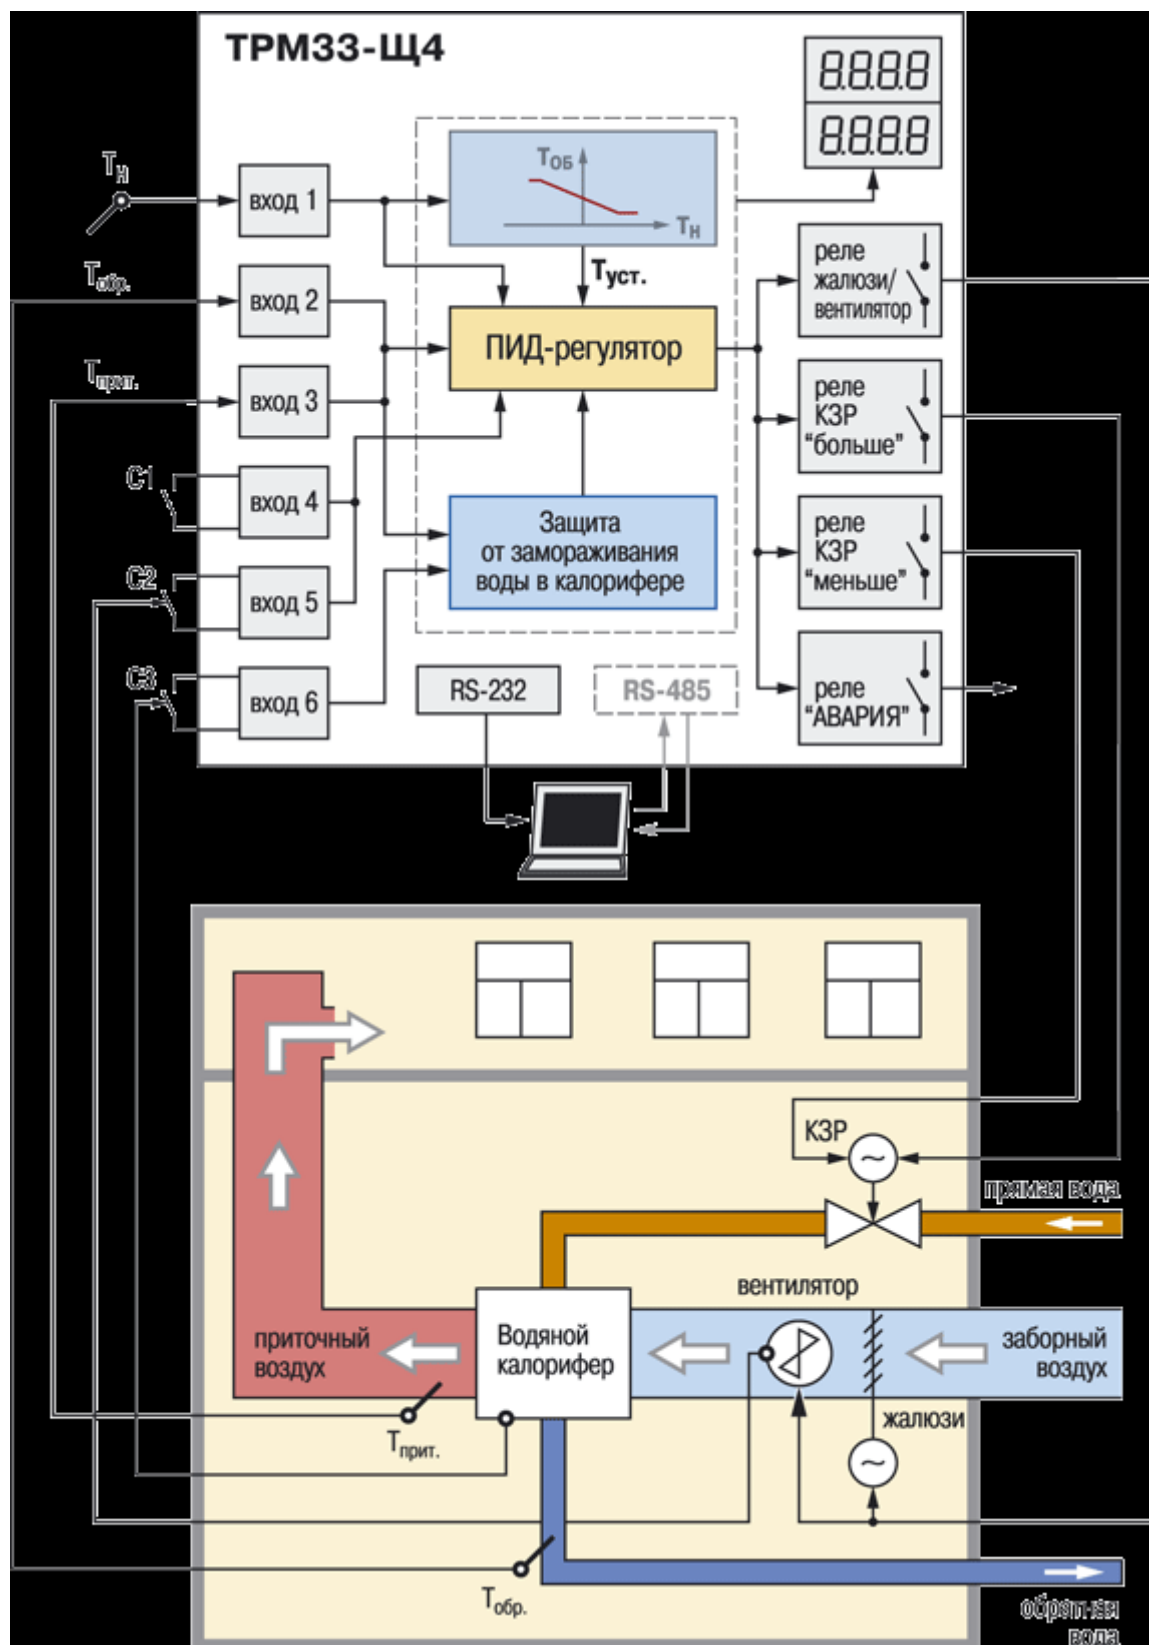 ТРМ33-Щ4
8.8.8.8
8.8.8.8
Tн
вход 1
TОБ
TН
Tуст.
реле
жалюзи/
вентилятор
Tобр.
вход 2
ПИД-регулятор
Tприт.
вход 3
реле
КЗР
“больше”
С1
вход 4
Защита
от замораживания
воды в калорифере
реле
КЗР
“меньше”
С2
вход 5
С3
вход 6
RS-232
RS-485
реле
“АВАРИЯ”
КЗР
~
прямая вода
вентилятор
приточный
воздух
Водяной
калорифер
заборный
воздух
жалюзи
Tприт.
~
Tобр.
обратная
вода